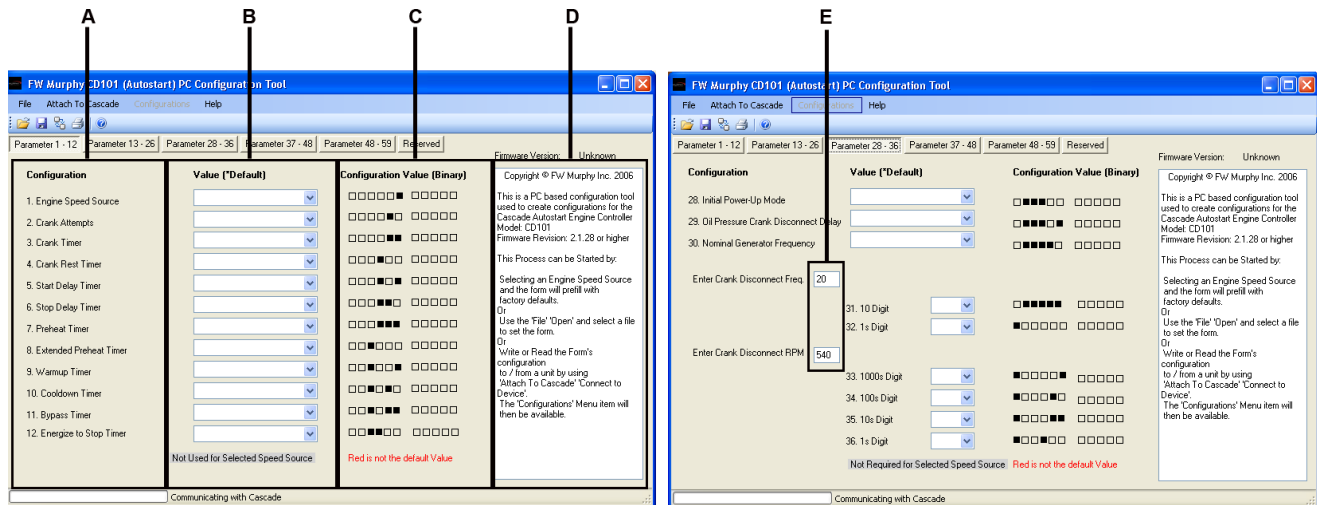 A B C D E
FW Murphy CD101 (Autostart) PC Configuration Tool
File Attach To Cascade Configurations Help
Parameter 1 - 12 Parameter 13 - 26 Parameter 28 - 36 Parameter 37 - 48 Parameter 48 - 59 Reserved
Firmware Version: Unknown
Configuration Value (*Default) Configuration Value (Binary)
1. Engine Speed Source
2. Crank Attempts
3. Crank Timer
4. Crank Rest Timer
5. Start Delay Timer
6. Stop Delay Timer
7. Preheat Timer
8. Extended Preheat Timer
9. Warmup Timer
10. Cooldown Timer
11. Bypass Timer
12. Energize to Stop Timer
Not Used for Selected Speed Source Red is not the default Value
Copyright © FW Murphy Inc. 2006
This is a PC based configuration tool
used to create configurations for the
Cascade Autostart Engine Controller
Model: CD101
Firmware Revision: 2.1.28 or higher
This Process can be Started by:
Selecting an Engine Speed Source
and the form will prefill with
factory defaults.
Or
Use the 'File' 'Open' and select a file
to set the form.
Or
Write or Read the Form's
configuration
to / from a unit by using
'Attach To Cascade' 'Connect to
Device'.
The 'Configurations' Menu item will
then be available.
Communicating with Cascade
FW Murphy CD101 (Autostart) PC Configuration Tool
File Attach To Cascade Configurations Help
Parameter 1 - 12 Parameter 13 - 26 Parameter 28 - 36 Parameter 37 - 48 Parameter 48 - 59 Reserved
Firmware Version: Unknown
Configuration Value (*Default) Configuration Value (Binary)
28. Initial Power-Up Mode
29. Oil Pressure Crank Disconnect Delay
30. Nominal Generator Frequency
Enter Crank Disconnect Freq. 20
31. 10 Digit
32. 1s Digit
Enter Crank Disconnect RPM 540
33. 1000s Digit
34. 100s Digit
35. 10s Digit
36. 1s Digit
Not Required for Selected Speed Source Red is not the default Value
Copyright © FW Murphy Inc. 2006
This is a PC based configuration tool
used to create configurations for the
Cascade Autostart Engine Controller
Model: CD101
Firmware Revision: 2.1.28 or higher
This Process can be Started by:
Selecting an Engine Speed Source
and the form will prefill with
factory defaults.
Or
Use the 'File' 'Open' and select a file
to set the form.
Or
Write or Read the Form's
configuration
to / from a unit by using
'Attach To Cascade' 'Connect to
Device'.
The 'Configurations' Menu item will
then be available.
Communicating with Cascade